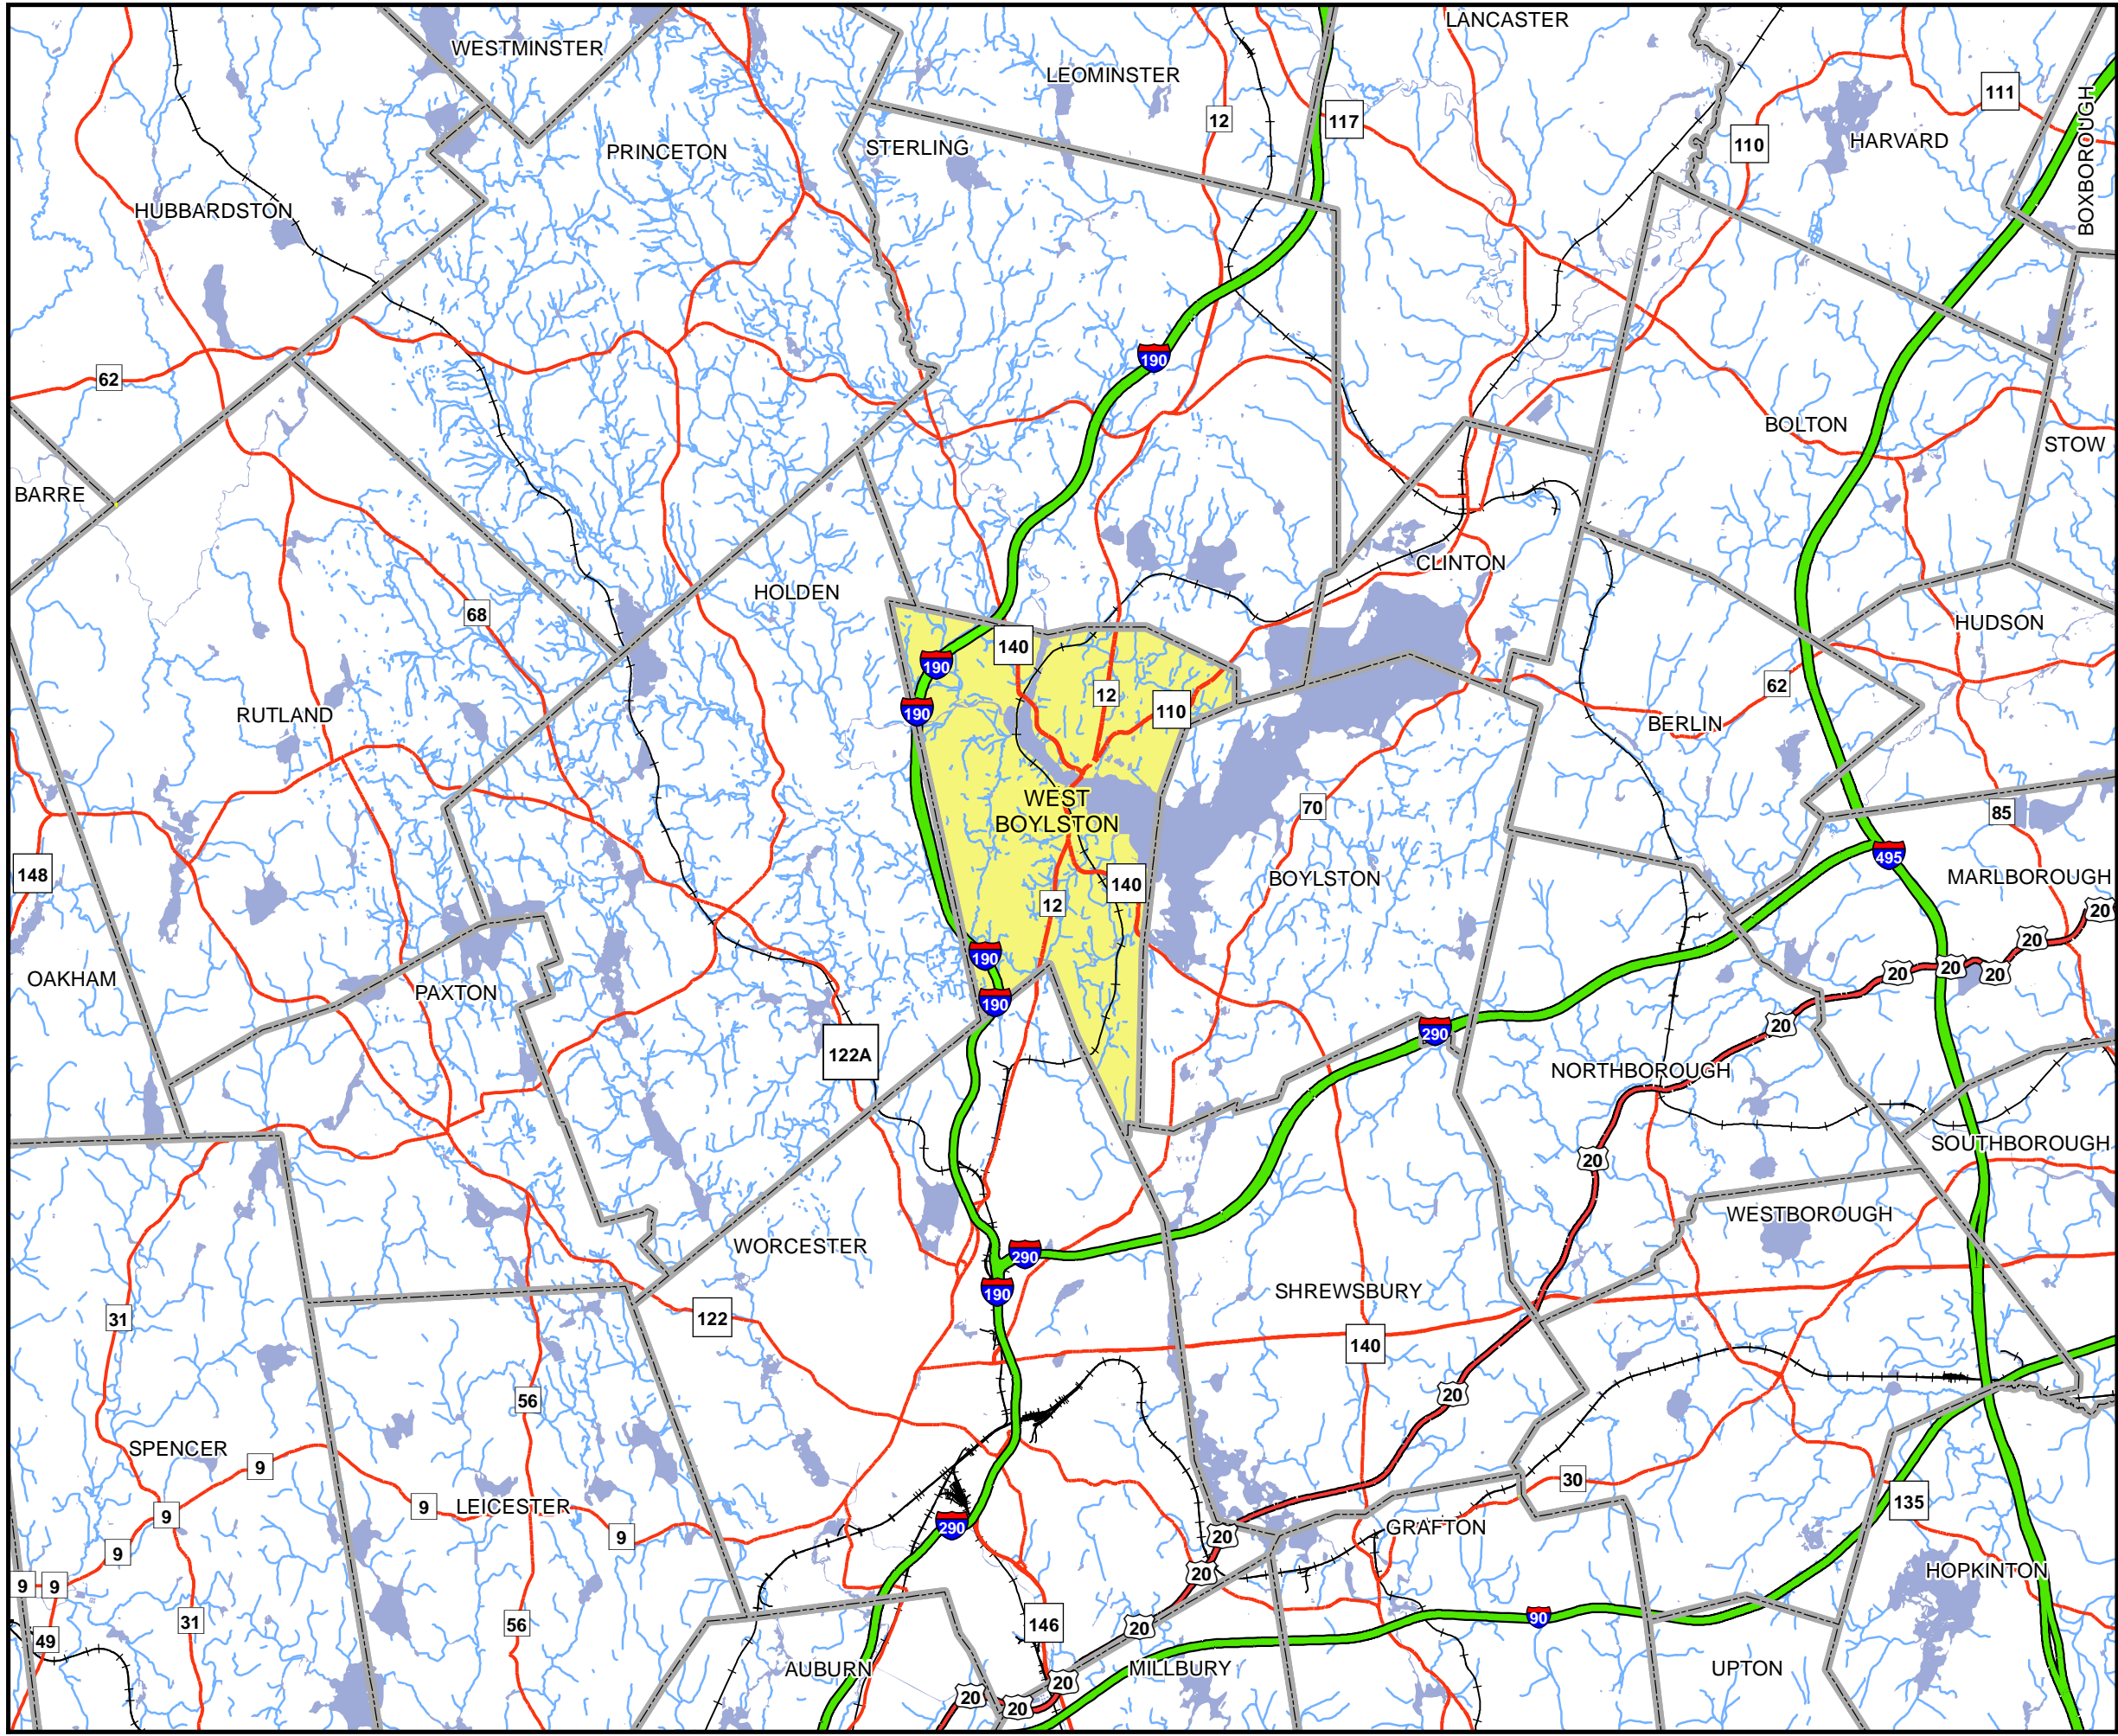 LANCASTER
WESTMINSTER
LEOMINSTER
111
BOXBOROUGH
12
117
110
HARVARD
STERLING
PRINCETON
HUBBARDSTON
190
62
BOLTON
STOW
BARRE
CLINTON
HOLDEN
68
HUDSON
140
190
12
62
110
190
RUTLAND
BERLIN
WEST
BOYLSTON
70
85
495
148
BOYLSTON
MARLBOROUGH
140
12
20
20
190
20
20
20
OAKHAM
PAXTON
190
20
290
122A
NORTHBOROUGH
SOUTHBOROUGH
20
WESTBOROUGH
WORCESTER
290
190
SHREWSBURY
31
122
140
20
56
SPENCER
9
30
9
LEICESTER
135
9
290
GRAFTON
20
9
9
HOPKINTON
20
9
9
31
56
146
90
20
49
AUBURN
MILLBURY
UPTON
20
20
20